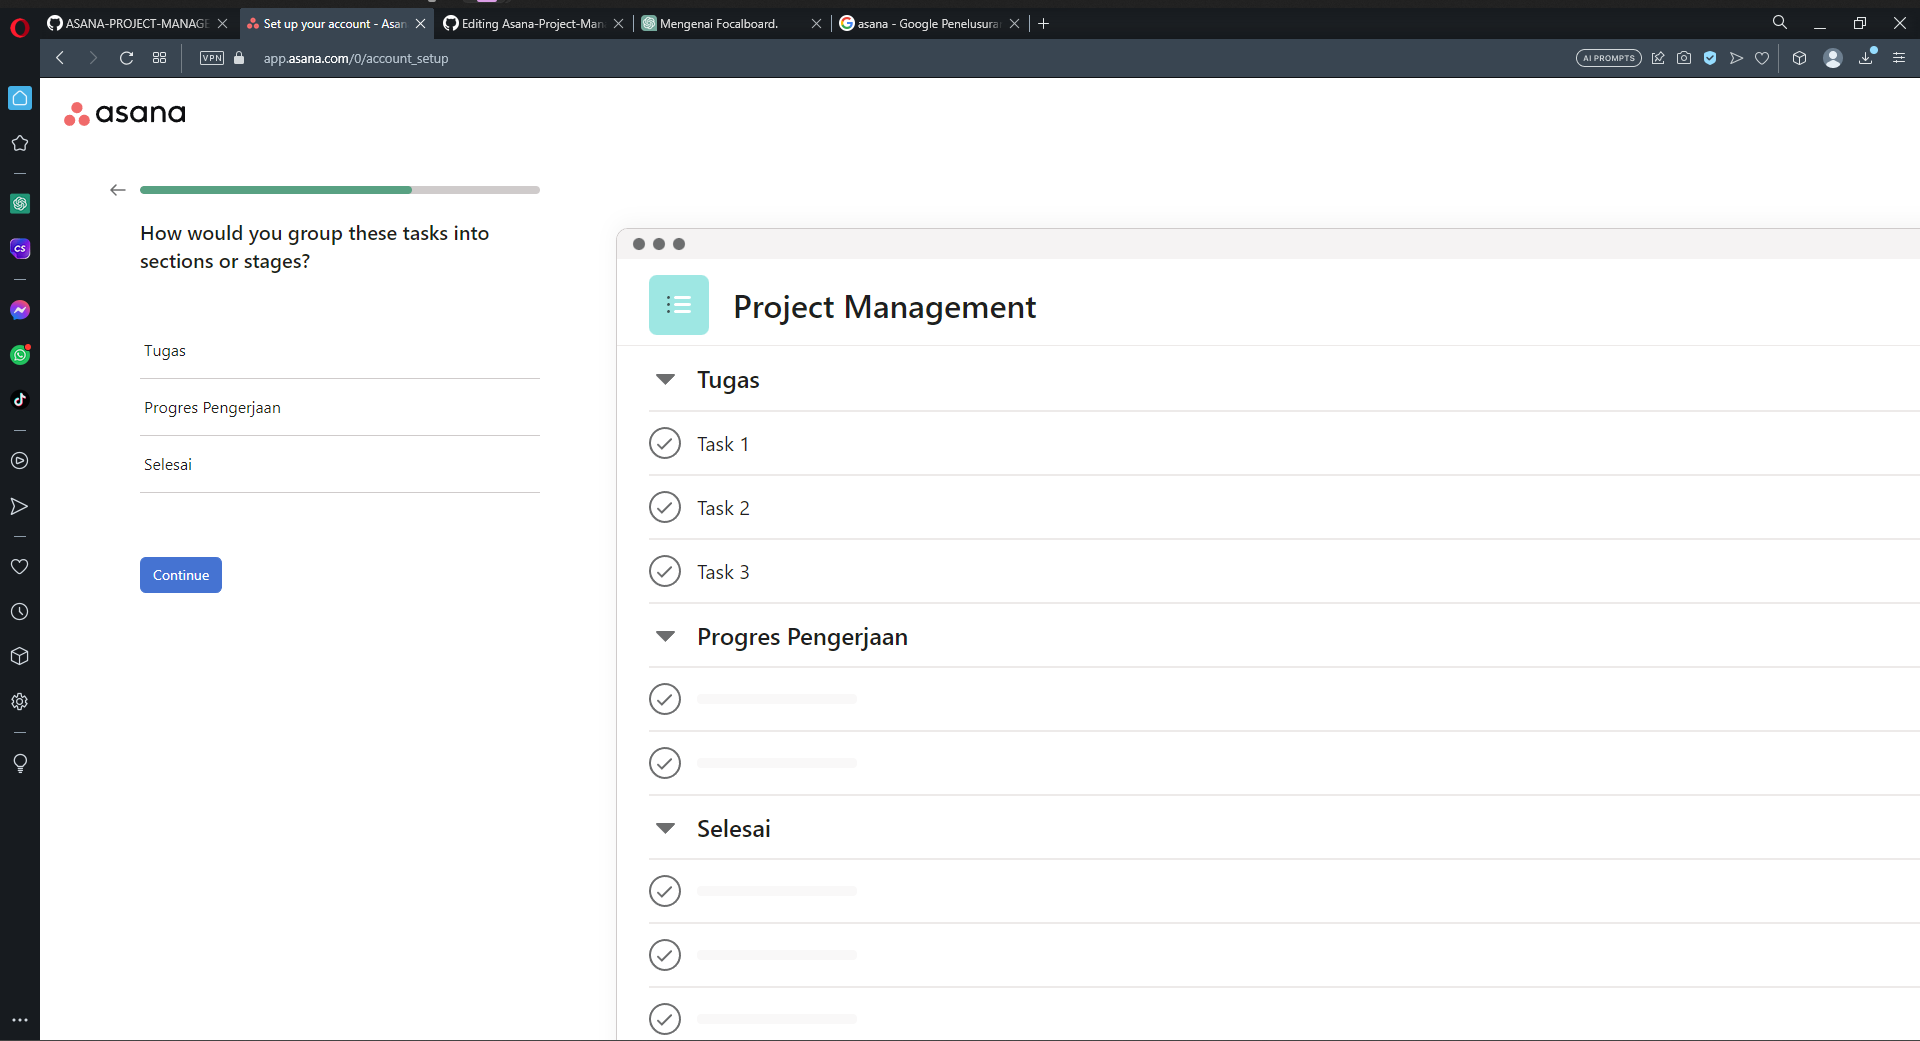 ASANA-PROJECT-MANAGE
Set up your account - Asan
Editing Asana-Project-Man
Mengenai Focalboard.
asana - Google Penelusuran
VPN
app.asana.com/0/account_setup
AI PROMPTS
CS
asana
How would you group these tasks into
sections or stages?
Tugas
Progres Pengerjaan
Selesai
Continue
Project Management
Tugas
Task 1
Task 2
Task 3
Progres Pengerjaan
Selesai